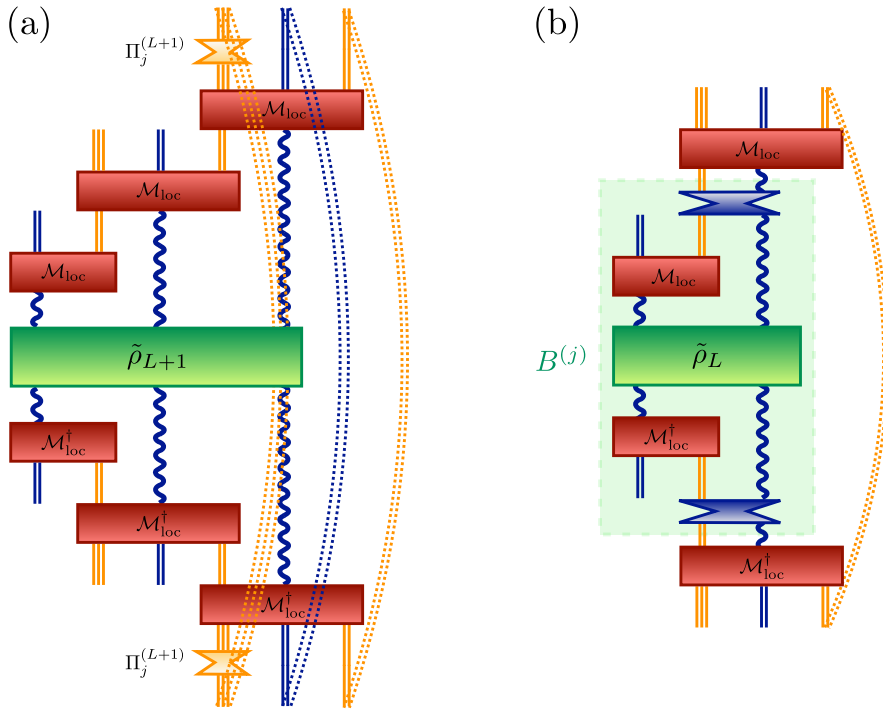 (a)
(b)
Π_j^{(L+1)}
ℳ_loc
ℳ_loc
ℳ_loc
ℳ_loc
ℳ_loc
ρ̃_{L+1}
B^{(j)}
ρ̃_L
ℳ_loc^†
ℳ_loc^†
ℳ_loc^†
ℳ_loc^†
ℳ_loc^†
Π_j^{(L+1)}